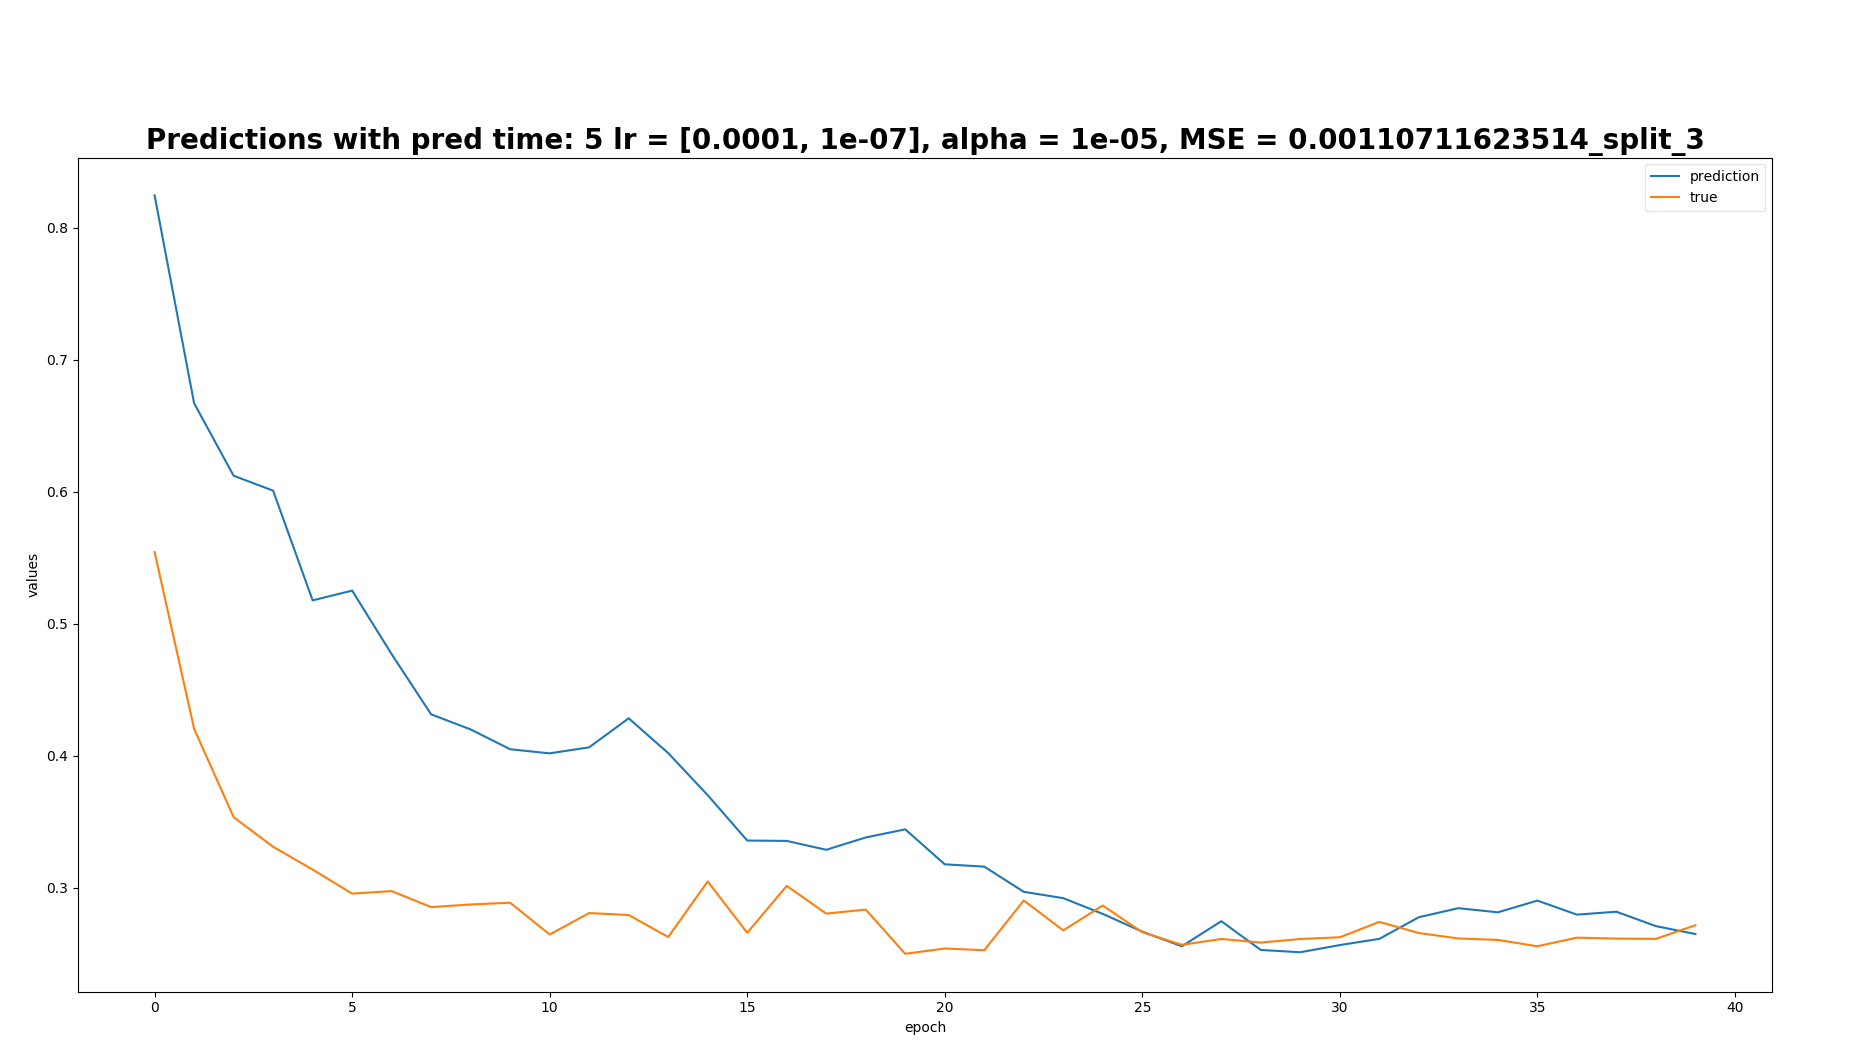 Predictions with pred time: 5 lr = [0.0001, 1e-07], alpha = 1e-05, MSE = 0.00110711623514_split_3
prediction
true
0.8
0.7
0.6
0.5
0.4
0.3
values
0 5 10 15 20 25 30 35 40
epoch